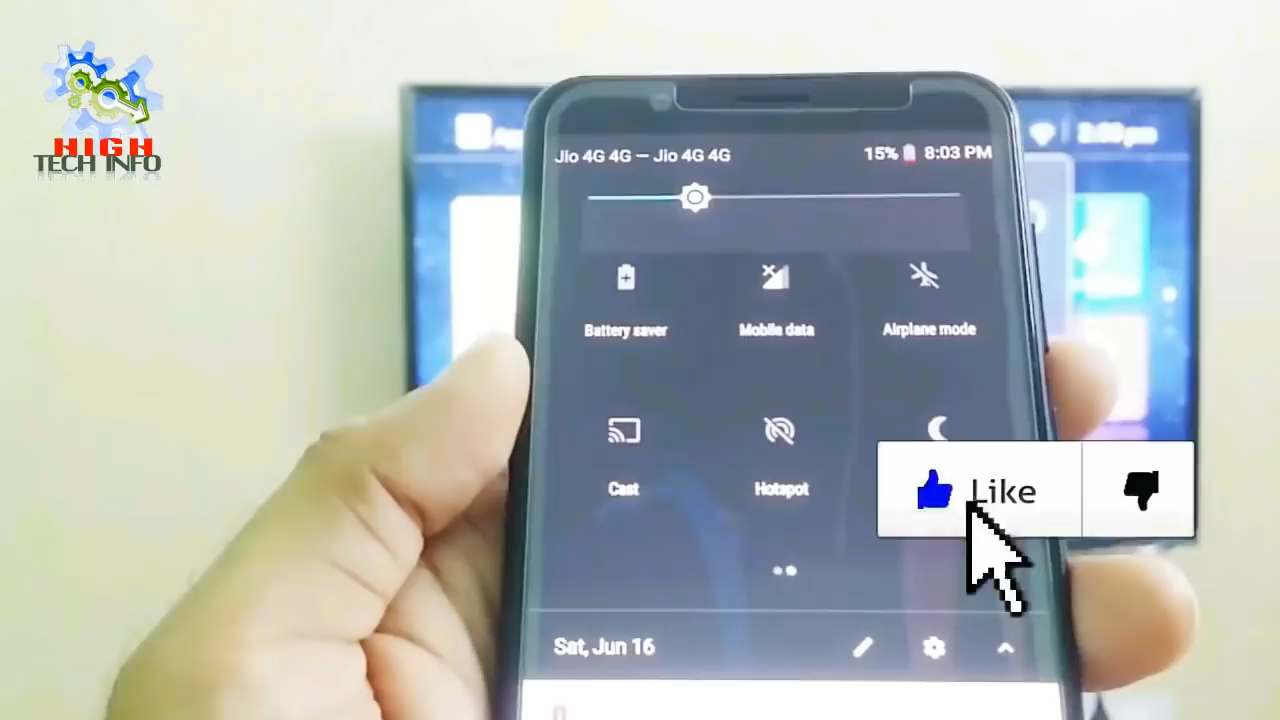 HIGH
TECH INFO
Jio 4G 4G — Jio 4G 4G
15% 8:03 PM
Battery saver
Mobile data
Airplane mode
Cast
Hotspot
Like
Sat, Jun 16